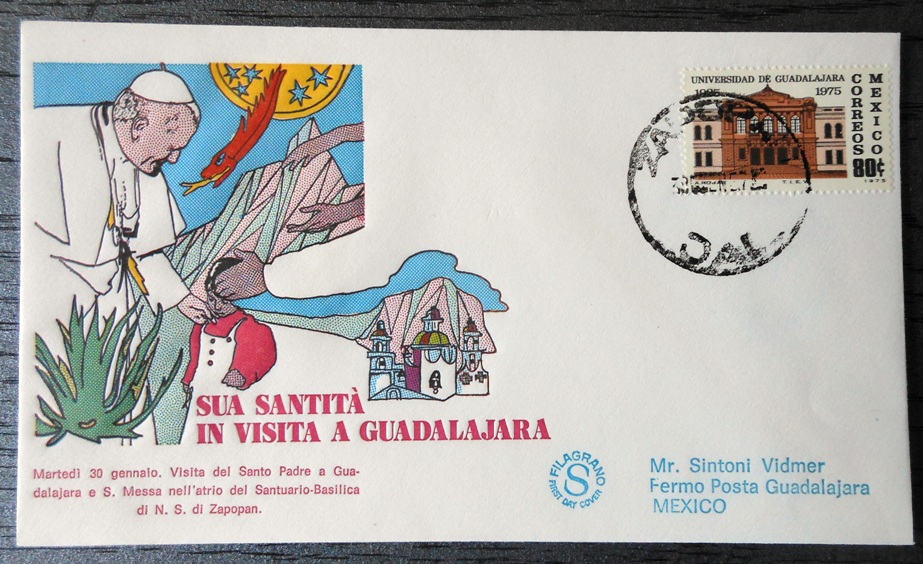 UNIVERSIDAD DE GUADALAJARA
1925 1975
CORREOS
MEXICO
80¢
T.I.E.V.
1975
JAL
SUA SANTITÀ
IN VISITA A GUADALAJARA
Martedì 30 gennaio. Visita del Santo Padre a Gua-
dalajara e S. Messa nell'atrio del Santuario-Basilica
di N. S. di Zapopan.
FILAGRANO
S
FIRST DAY COVER
Mr. Sintoni Vidmer
Fermo Posta Guadalajara
MEXICO